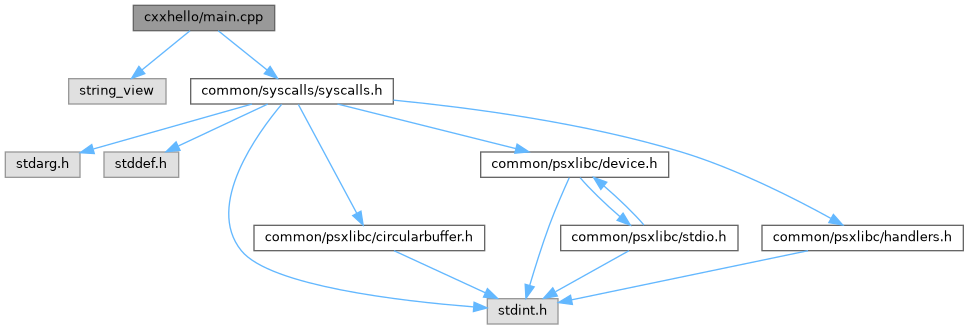 cxxhello/main.cpp
string_view
common/syscalls/syscalls.h
stdarg.h
stddef.h
common/psxlibc/device.h
common/psxlibc/circularbuffer.h
common/psxlibc/stdio.h
common/psxlibc/handlers.h
stdint.h